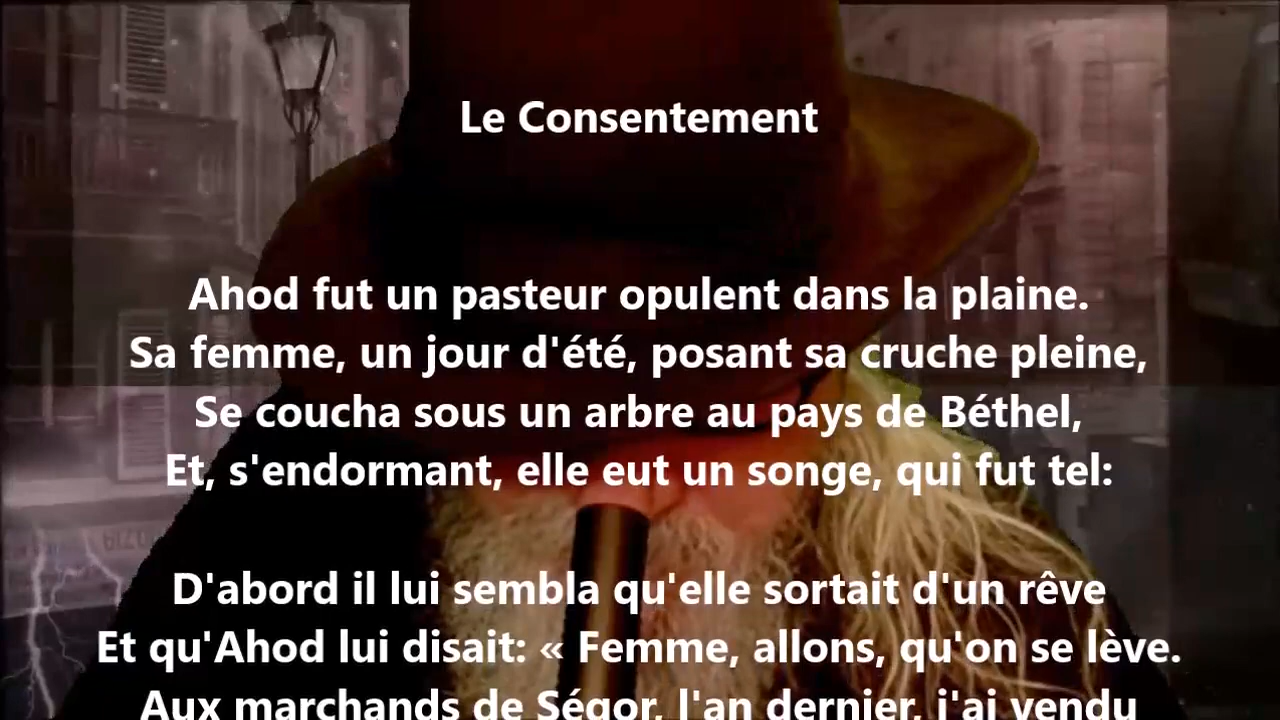 Le Consentement
Ahod fut un pasteur opulent dans la plaine.
Sa femme, un jour d'été, posant sa cruche pleine,
Se coucha sous un arbre au pays de Béthel,
Et, s'endormant, elle eut un songe, qui fut tel:
D'abord il lui sembla qu'elle sortait d'un rêve
Et qu'Ahod lui disait: « Femme, allons, qu'on se lève.
Aux marchands de Ségor, l'an dernier, j'ai vendu